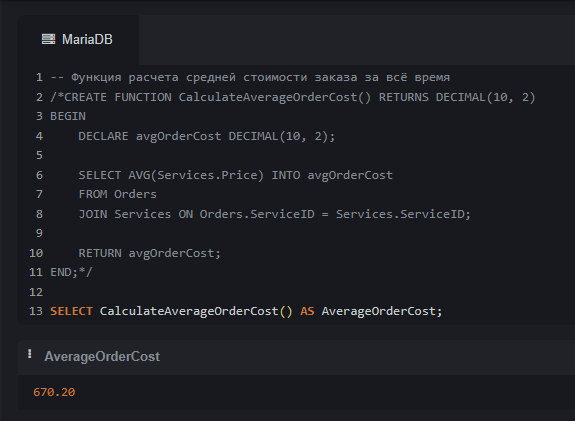 MariaDB
1 -- Функция расчета средней стоимости заказа за всё время
2 /*CREATE FUNCTION CalculateAverageOrderCost() RETURNS DECIMAL(10, 2)
3 BEGIN
4     DECLARE avgOrderCost DECIMAL(10, 2);
5
6     SELECT AVG(Services.Price) INTO avgOrderCost
7     FROM Orders
8     JOIN Services ON Orders.ServiceID = Services.ServiceID;
9
10     RETURN avgOrderCost;
11 END;*/
12
13 SELECT CalculateAverageOrderCost() AS AverageOrderCost;
AverageOrderCost
670.20